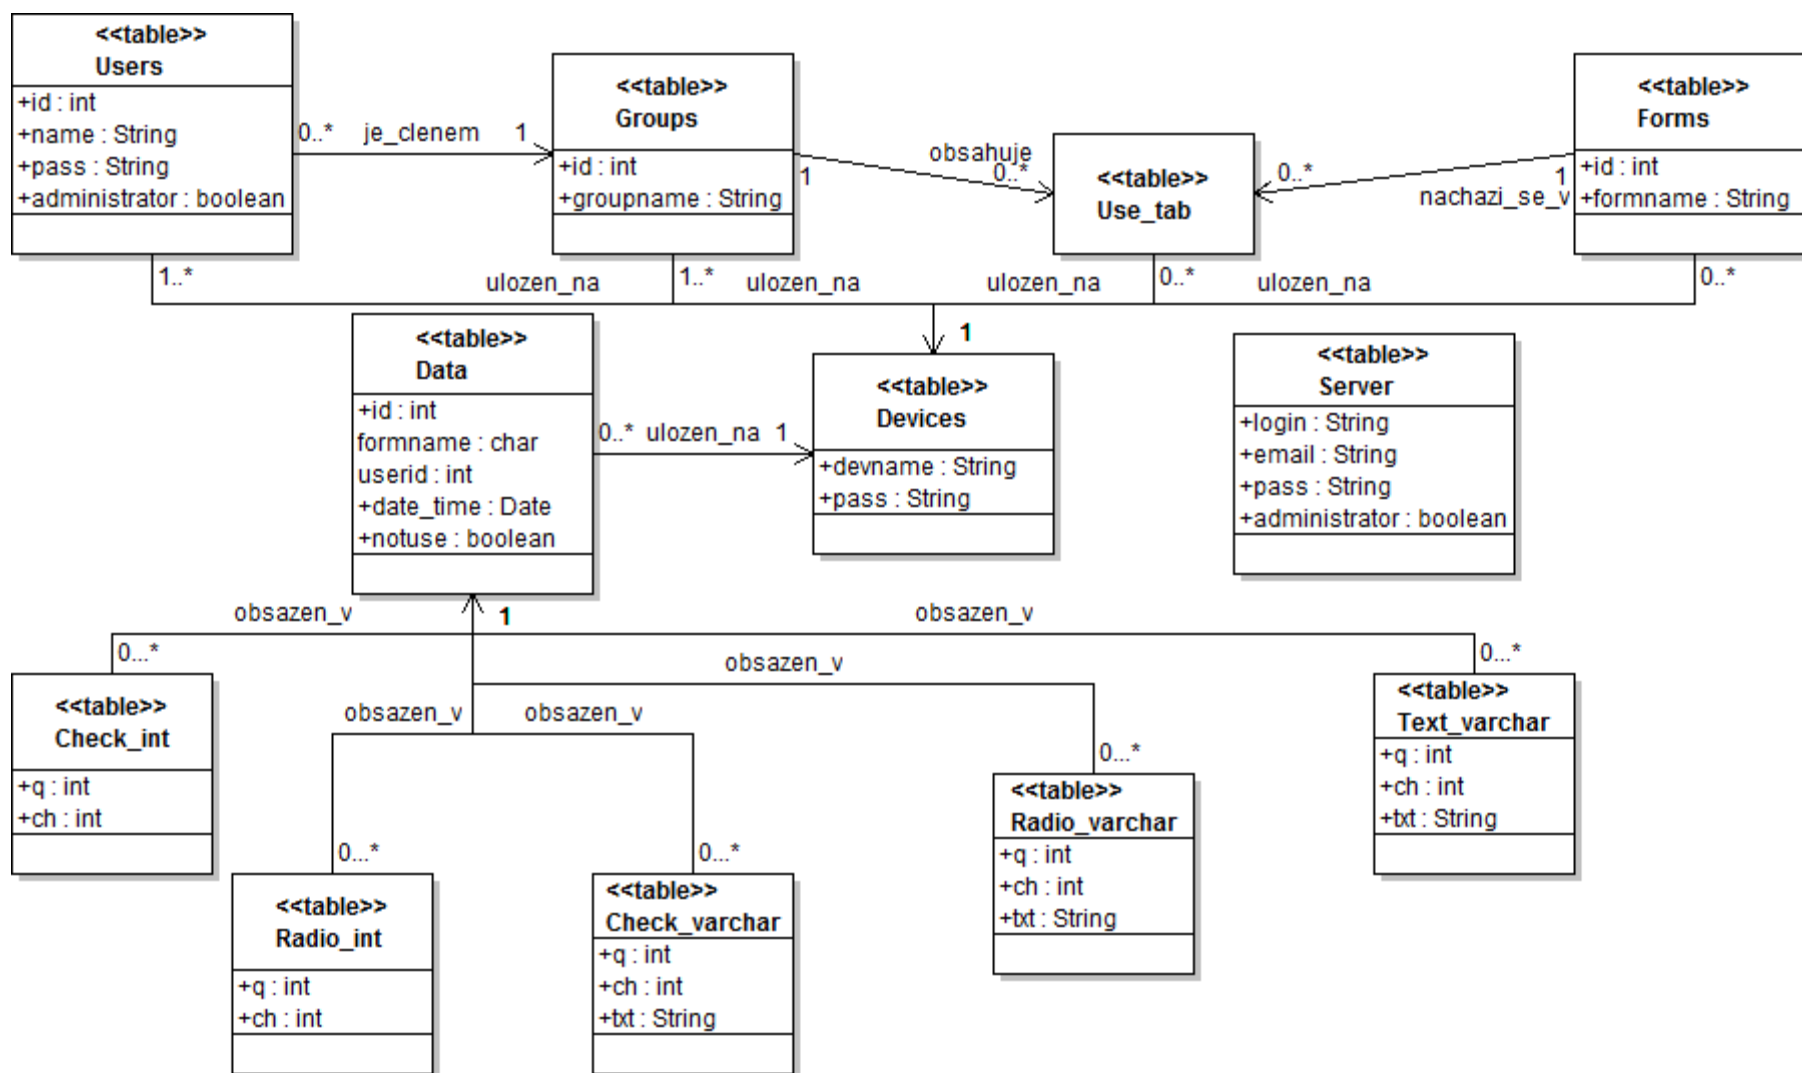 <<table>>
Users
+id : int
+name : String
+pass : String
+administrator : boolean
0..* je_clenem 1
<<table>>
Groups
+id : int
+groupname : String
1
obsahuje
0..*
<<table>>
Use_tab
0..*
1
nachazi_se_v
<<table>>
Forms
+id : int
+formname : String
1..*
ulozen_na
1..*
ulozen_na
ulozen_na
0..*
ulozen_na
0..*
1
<<table>>
Data
+id : int
formname : char
userid : int
+date_time : Date
+notuse : boolean
0..* ulozen_na 1
<<table>>
Devices
+devname : String
+pass : String
<<table>>
Server
+login : String
+email : String
+pass : String
+administrator : boolean
1
obsazen_v
obsazen_v
obsazen_v
obsazen_v
obsazen_v
0...*
<<table>>
Check_int
+q : int
+ch : int
0...*
<<table>>
Radio_int
+q : int
+ch : int
0...*
<<table>>
Check_varchar
+q : int
+ch : int
+txt : String
0...*
<<table>>
Radio_varchar
+q : int
+ch : int
+txt : String
0...*
<<table>>
Text_varchar
+q : int
+ch : int
+txt : String